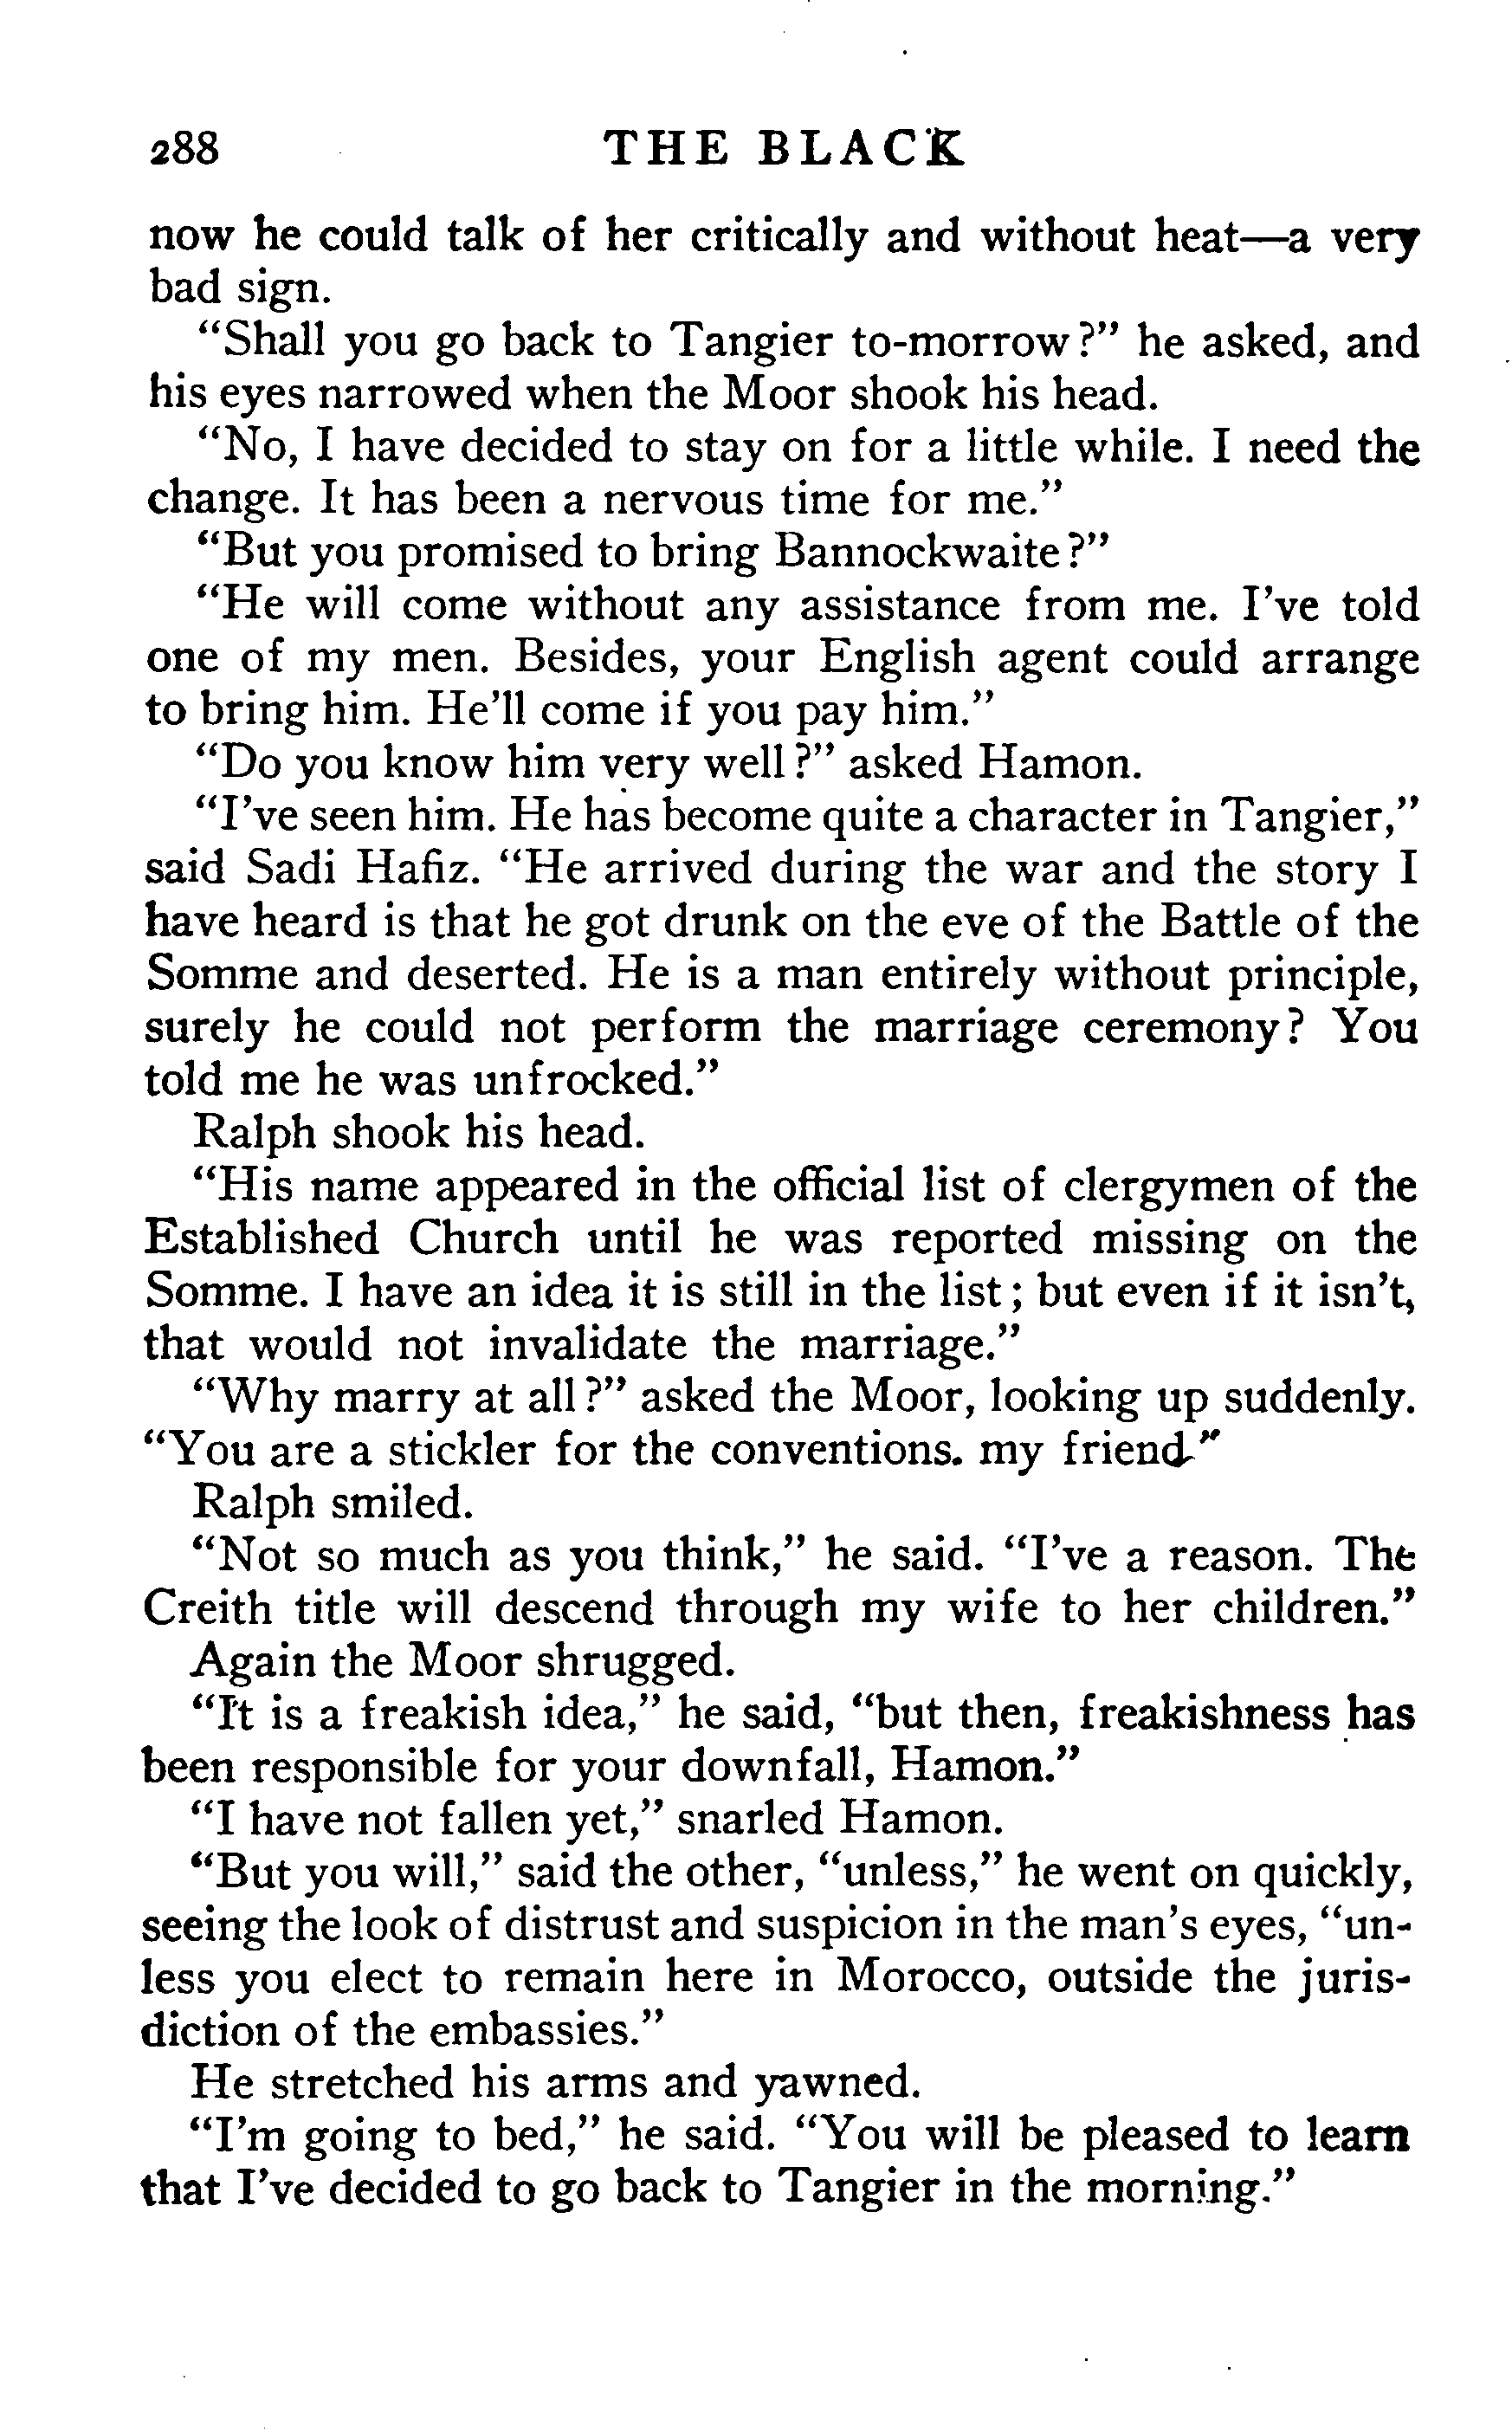 288 THE BLACK
now he could talk of her critically and without heat—a very
bad sign.
"Shall you go back to Tangier to-morrow?" he asked, and
his eyes narrowed when the Moor shook his head.
"No, I have decided to stay on for a little while. I need the
change. It has been a nervous time for me."
"But you promised to bring Bannockwaite?"
"He will come without any assistance from me. I've told
one of my men. Besides, your English agent could arrange
to bring him. He'll come if you pay him."
"Do you know him very well?" asked Hamon.
"I've seen him. He has become quite a character in Tangier,"
said Sadi Hafiz. "He arrived during the war and the story I
have heard is that he got drunk on the eve of the Battle of the
Somme and deserted. He is a man entirely without principle,
surely he could not perform the marriage ceremony? You
told me he was unfrocked."
Ralph shook his head.
"His name appeared in the official list of clergymen of the
Established Church until he was reported missing on the
Somme. I have an idea it is still in the list; but even if it isn't,
that would not invalidate the marriage."
"Why marry at all?" asked the Moor, looking up suddenly.
"You are a stickler for the conventions. my friend."
Ralph smiled.
"Not so much as you think," he said. "I've a reason. The
Creith title will descend through my wife to her children."
Again the Moor shrugged.
"It is a freakish idea," he said, "but then, freakishness has
been responsible for your downfall, Hamon."
"I have not fallen yet," snarled Hamon.
"But you will," said the other, "unless," he went on quickly,
seeing the look of distrust and suspicion in the man's eyes, "un-
less you elect to remain here in Morocco, outside the juris-
diction of the embassies."
He stretched his arms and yawned.
"I'm going to bed," he said. "You will be pleased to learn
that I've decided to go back to Tangier in the morning."